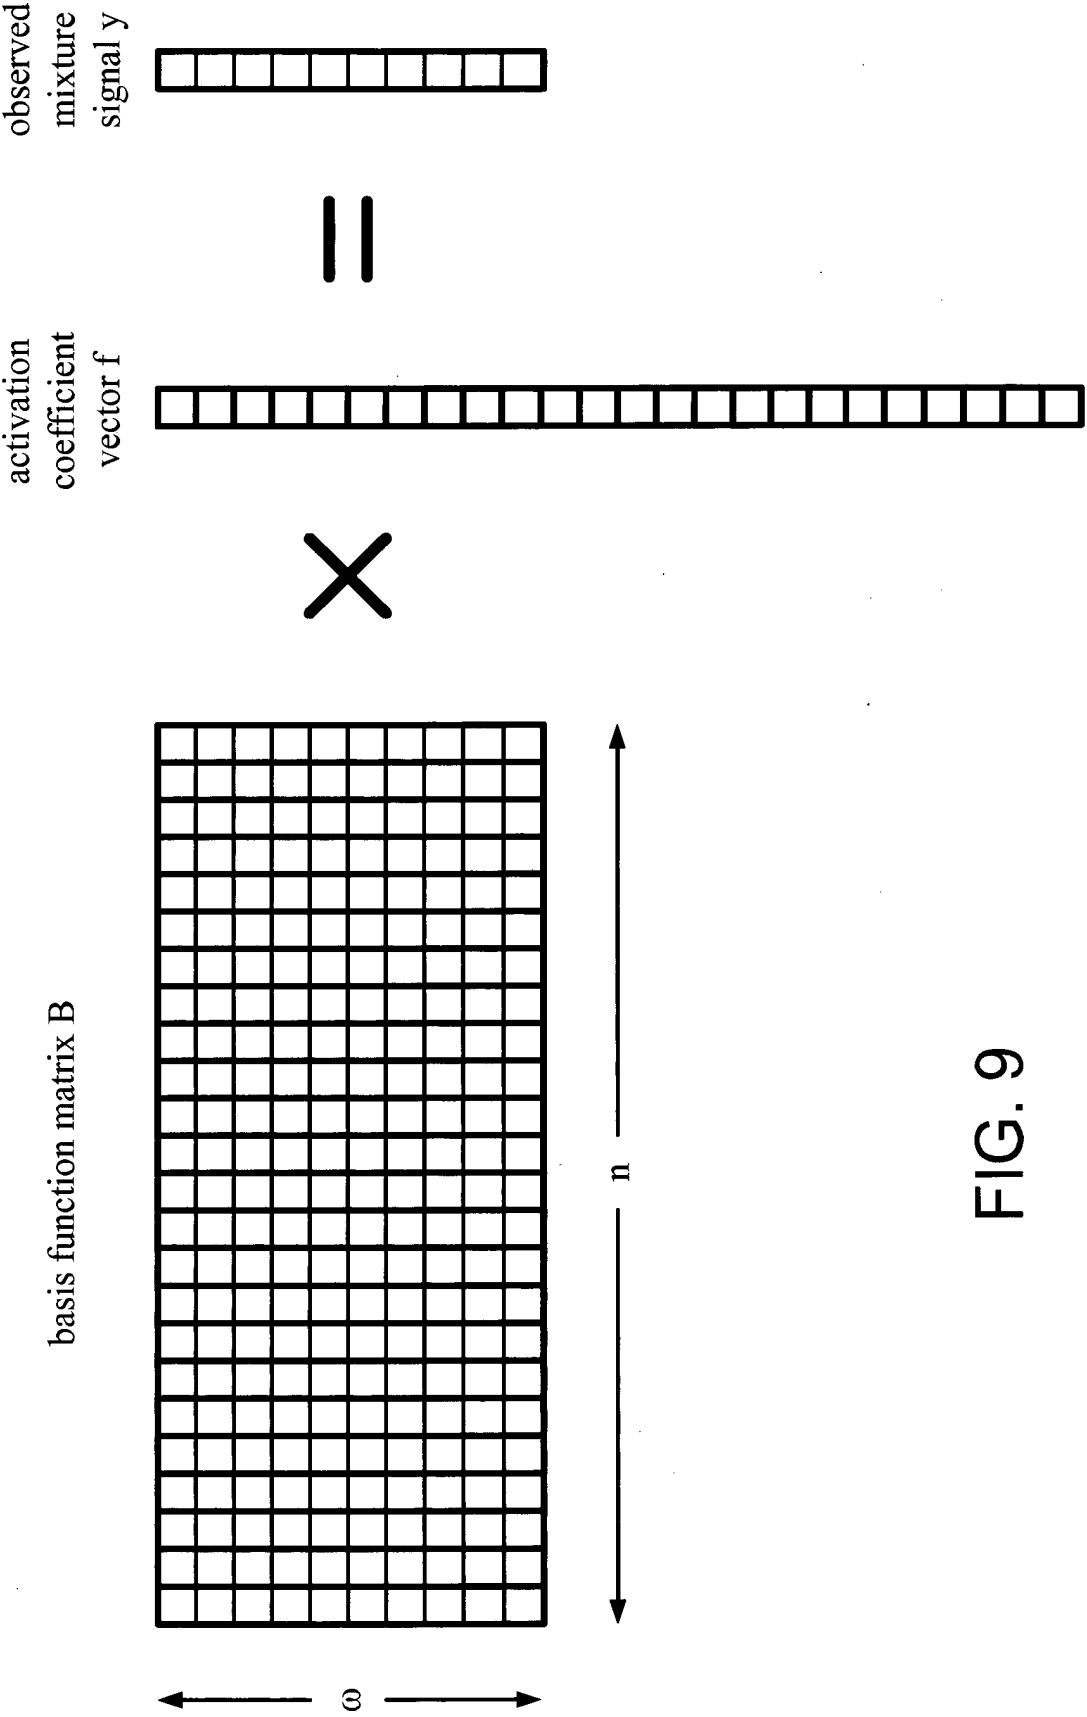 basis function matrix B
activation
coefficient
vector f
observed
mixture
signal y
×
=
ω
n
FIG. 9